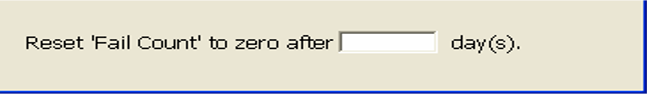 Reset 'Fail Count' to zero after day(s).